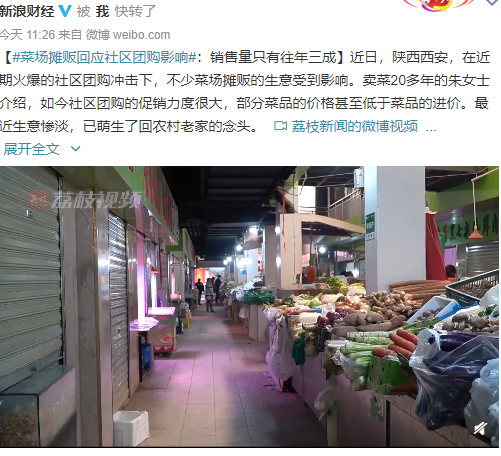 新浪财经 V 被 我 快转了
今天 11:26 来自 微博 weibo.com
【#菜场摊贩回应社区团购影响#：销售量只有往年三成】近日，陕西西安，在近
期火爆的社区团购冲击下，不少菜场摊贩的生意受到影响。卖菜20多年的朱女士
介绍，如今社区团购的促销力度很大，部分菜品的价格甚至低于菜品的进价。最
近生意惨淡，已萌生了回农村老家的念头。 荔枝新闻的微博视频 ...
展开全文
荔枝视频